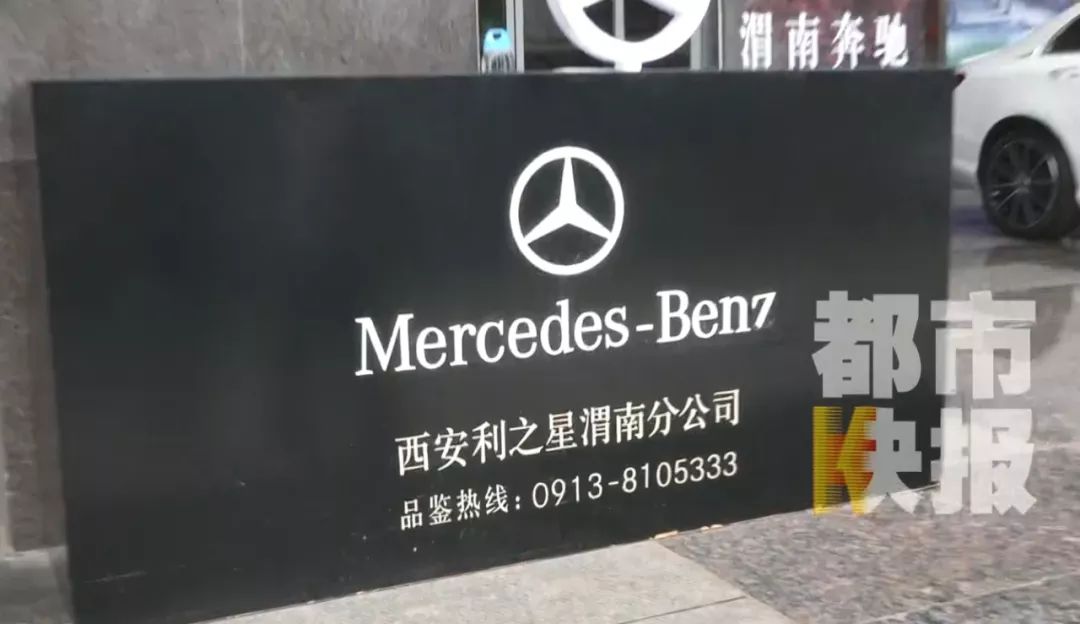 渭南奔驰
Mercedes-Benz
西安利之星渭南分公司
品鉴热线:0913-8105333
都市
快报